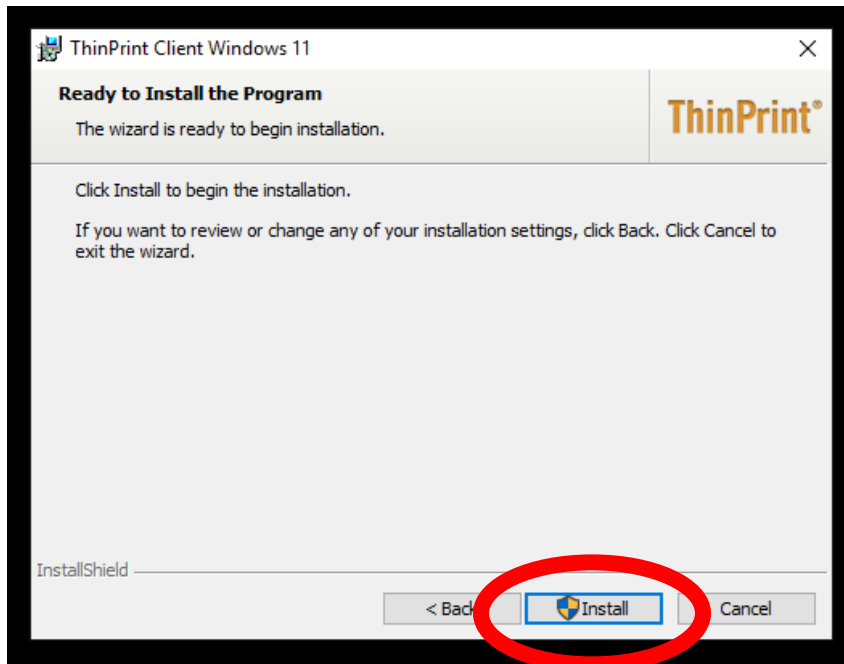 ThinPrint Client Windows 11
Ready to Install the Program
The wizard is ready to begin installation.
ThinPrint®
Click Install to begin the installation.
If you want to review or change any of your installation settings, click Back. Click Cancel to
exit the wizard.
InstallShield
< Back
Install
Cancel